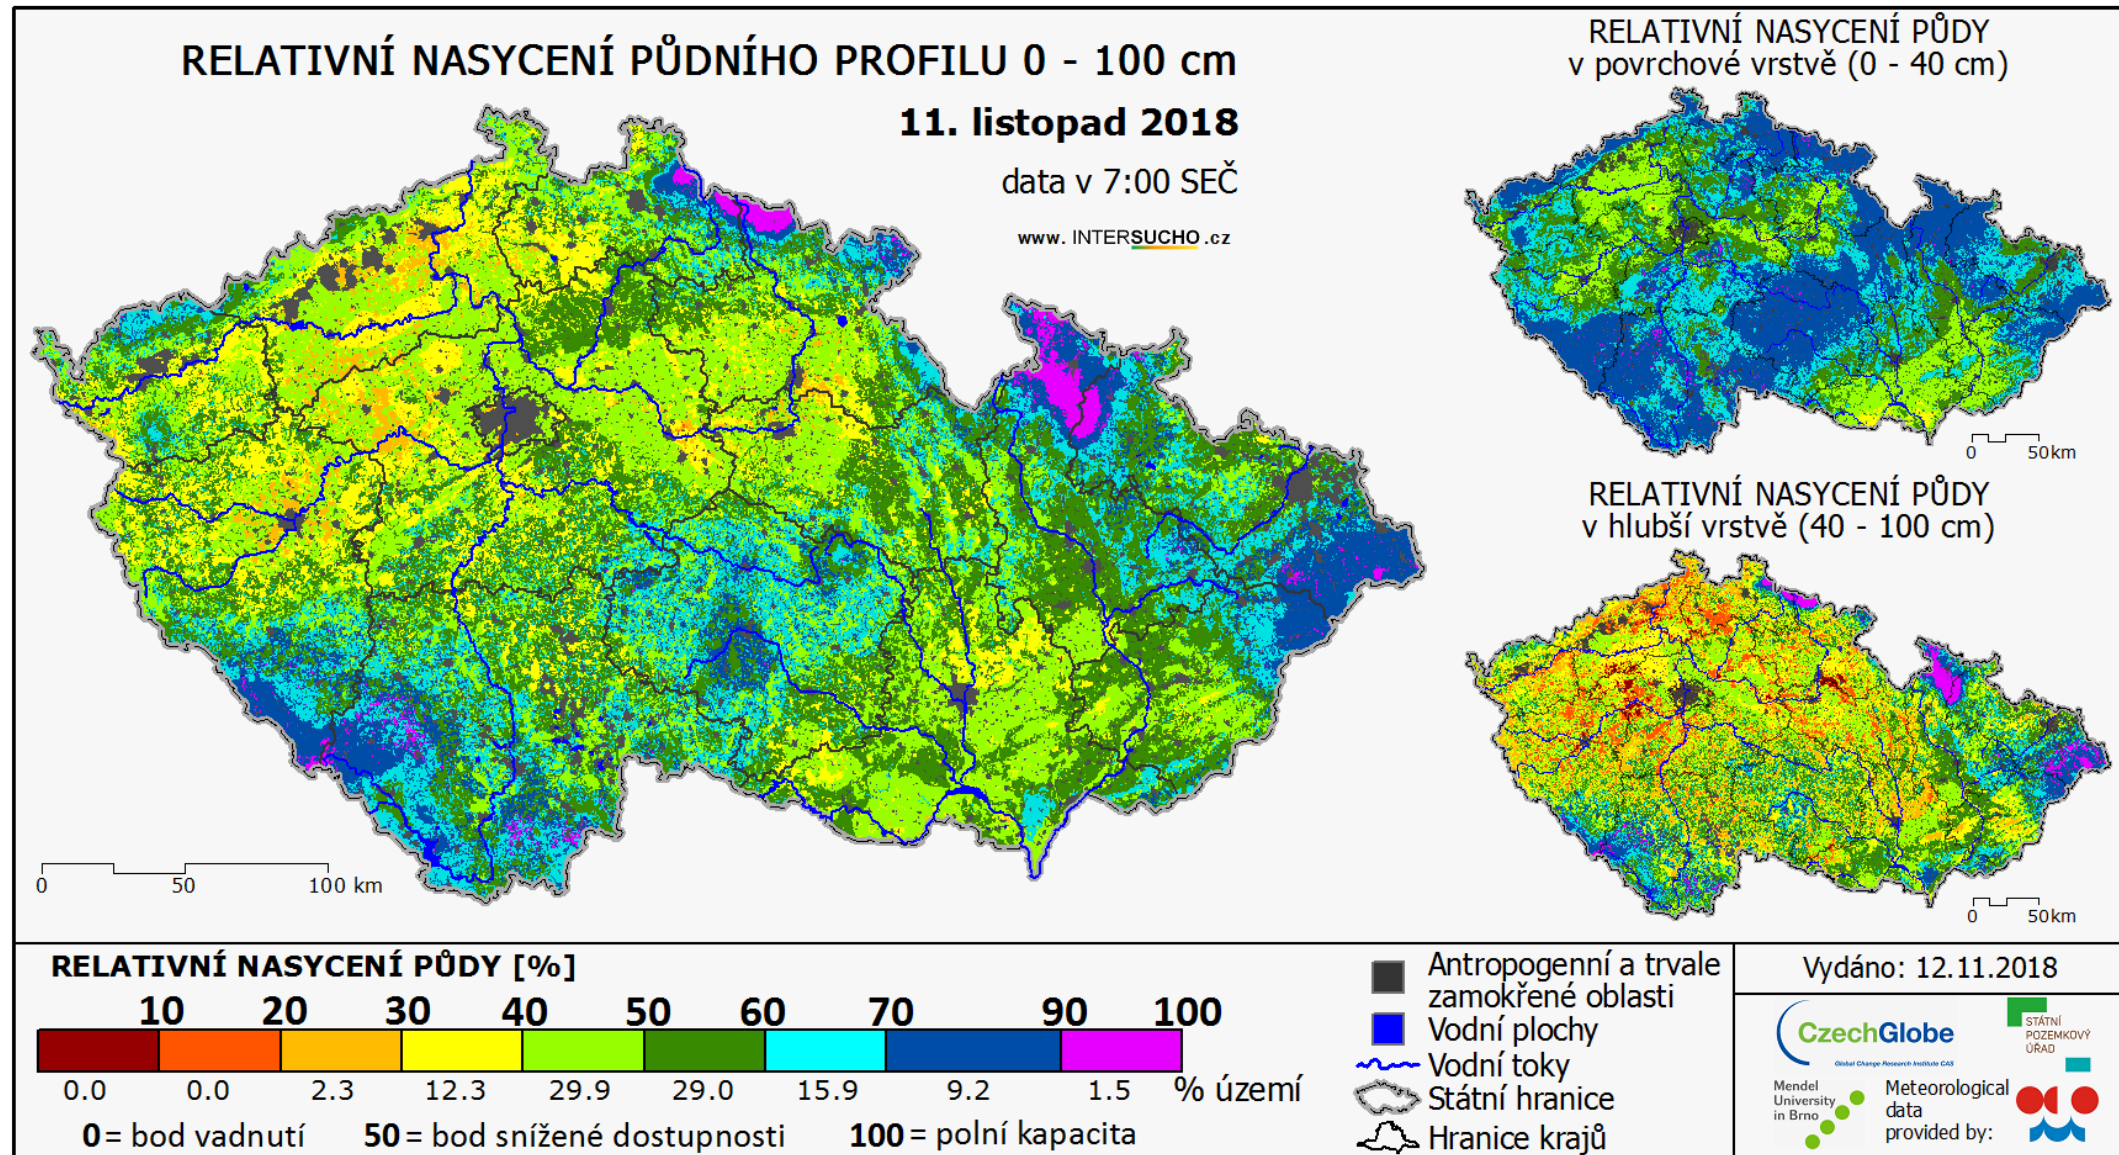 RELATIVNÍ NASYCENÍ PŮDNÍHO PROFILU 0 - 100 cm
11. listopad 2018
data v 7:00 SEČ
www. INTERSUCHO.cz
0 50 100 km
RELATIVNÍ NASYCENÍ PŮDY
v povrchové vrstvě (0 - 40 cm)
0 50km
RELATIVNÍ NASYCENÍ PŮDY
v hlubší vrstvě (40 - 100 cm)
0 50km
RELATIVNÍ NASYCENÍ PŮDY [%]
10 20 30 40 50 60 70 90 100
0.0 0.0 2.3 12.3 29.9 29.0 15.9 9.2 1.5 % území
0 = bod vadnutí 50 = bod snížené dostupnosti 100 = polní kapacita
Antropogenní a trvale
zamokřené oblasti
Vodní plochy
Vodní toky
Státní hranice
Hranice krajů
Vydáno: 12.11.2018
CzechGlobe
Global Change Research Institute CAS
STÁTNÍ
POZEMKOVÝ
ÚŘAD
Mendel
University
in Brno
Meteorological
data
provided by: